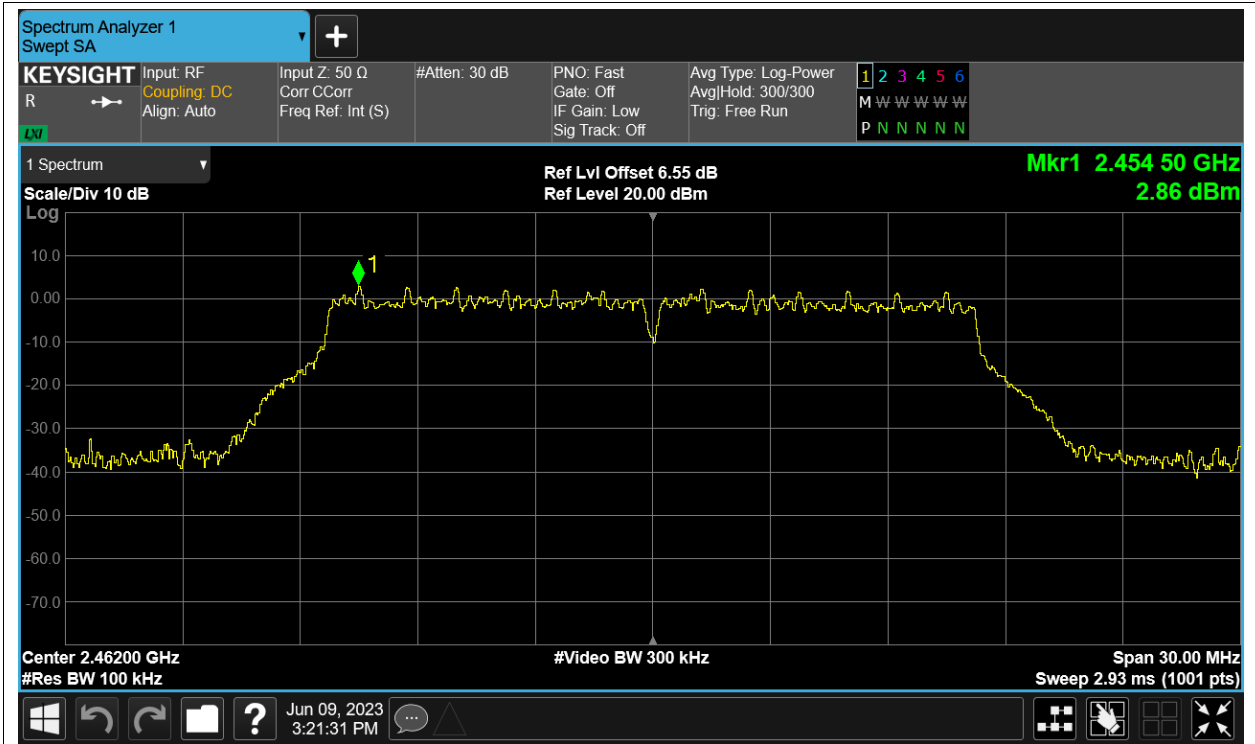 Spectrum Analyzer 1
Swept SA
KEYSIGHT
R
LXI
Input: RF
Coupling: DC
Align: Auto
Input Z: 50 Ω
Corr CCorr
Freq Ref: Int (S)
#Atten: 30 dB
PNO: Fast
Gate: Off
IF Gain: Low
Sig Track: Off
Avg Type: Log-Power
Avg|Hold: 300/300
Trig: Free Run
1 2 3 4 5 6
M W W W W W
P N N N N N
1 Spectrum
Scale/Div 10 dB
Log
Ref Lvl Offset 6.55 dB
Ref Level 20.00 dBm
Mkr1 2.454 50 GHz
2.86 dBm
1
10.0
0.00
-10.0
-20.0
-30.0
-40.0
-50.0
-60.0
-70.0
Center 2.46200 GHz
#Video BW 300 kHz
Span 30.00 MHz
#Res BW 100 kHz
Sweep 2.93 ms (1001 pts)
?
Jun 09, 2023
3:21:31 PM